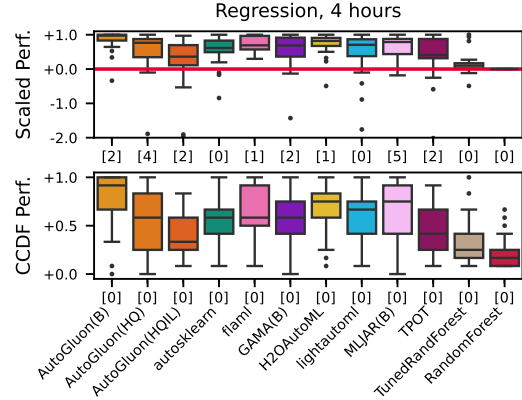 Regression, 4 hours
Scaled Perf.
+1.0
+0.0
-1.0
-2.0
[2] [4] [2] [0] [1] [2] [1] [0] [5] [2] [0] [0]
CCDF Perf.
+1.0
+0.5
+0.0
[0] [0] [0] [0] [0] [0] [0] [0] [0] [0] [0] [0]
AutoGluon(B)
AutoGluon(HQ)
AutoGluon(HQIL)
autosklearn
flaml
GAMA(B)
H2OAutoML
lightautoml
MLJAR(B)
TPOT
TunedRandForest
RandomForest